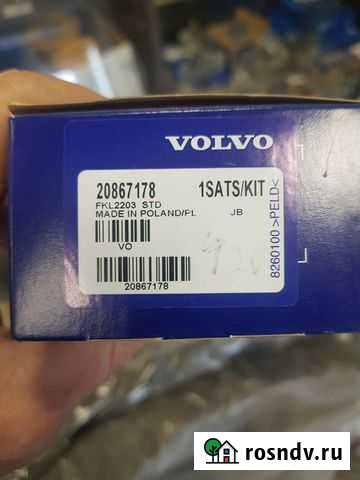 VOLVO
20867178 1SATS/KIT
FKL2203 STD
MADE IN POLAND/PL JB
VO
20867178
8260100 >PELD<
rosndv.ru